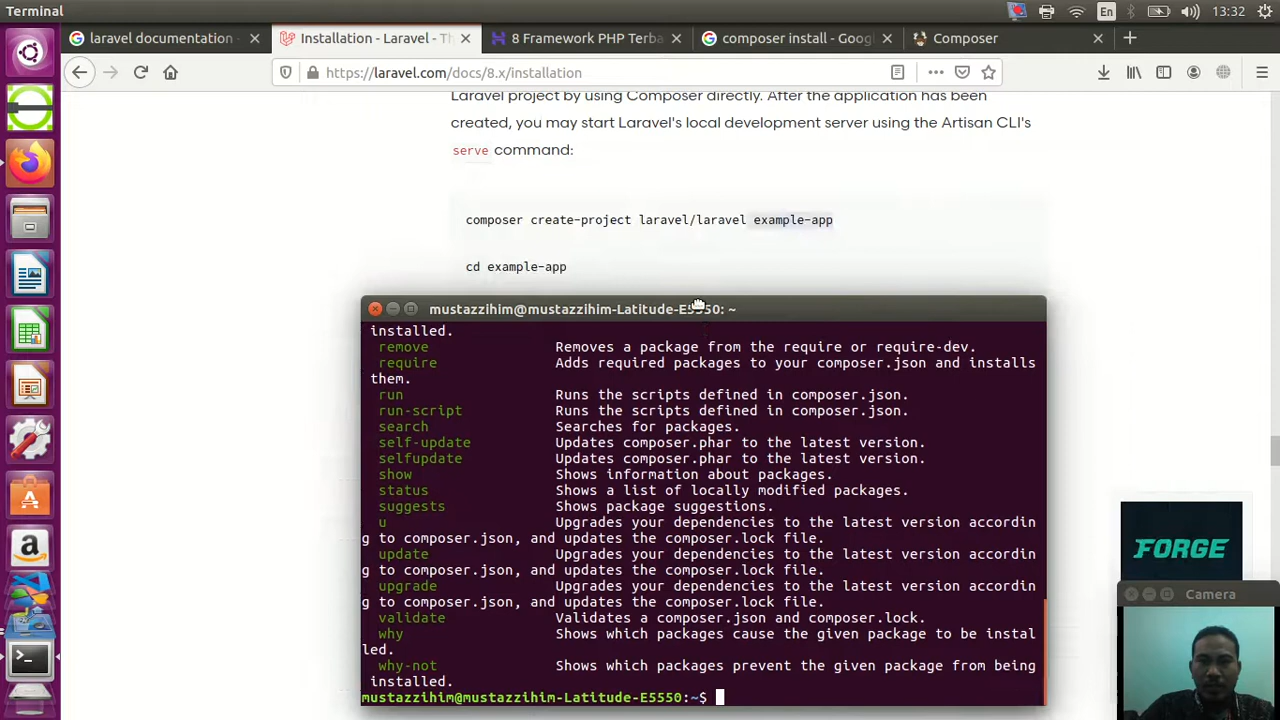 Terminal
En
13:32
laravel documentation -
Installation - Laravel - Th
8 Framework PHP Terba
composer install - Goog
Composer
https://laravel.com/docs/8.x/installation
Laravel project by using Composer directly. After the application has been
created, you may start Laravel's local development server using the Artisan CLI's
serve command:
composer create-project laravel/laravel example-app
cd example-app
mustazzihim@mustazzihim-Latitude-E5550: ~
installed.
remove Removes a package from the require or require-dev.
require Adds required packages to your composer.json and installs
them.
run Runs the scripts defined in composer.json.
run-script Runs the scripts defined in composer.json.
search Searches for packages.
self-update Updates composer.phar to the latest version.
selfupdate Updates composer.phar to the latest version.
show Shows information about packages.
status Shows a list of locally modified packages.
suggests Shows package suggestions.
u Upgrades your dependencies to the latest version accordin
g to composer.json, and updates the composer.lock file.
update Upgrades your dependencies to the latest version accordin
g to composer.json, and updates the composer.lock file.
upgrade Upgrades your dependencies to the latest version accordin
g to composer.json, and updates the composer.lock file.
validate Validates a composer.json and composer.lock.
why Shows which packages cause the given package to be instal
led.
why-not Shows which packages prevent the given package from being
installed.
mustazzihim@mustazzihim-Latitude-E5550:~$
FORGE
Camera